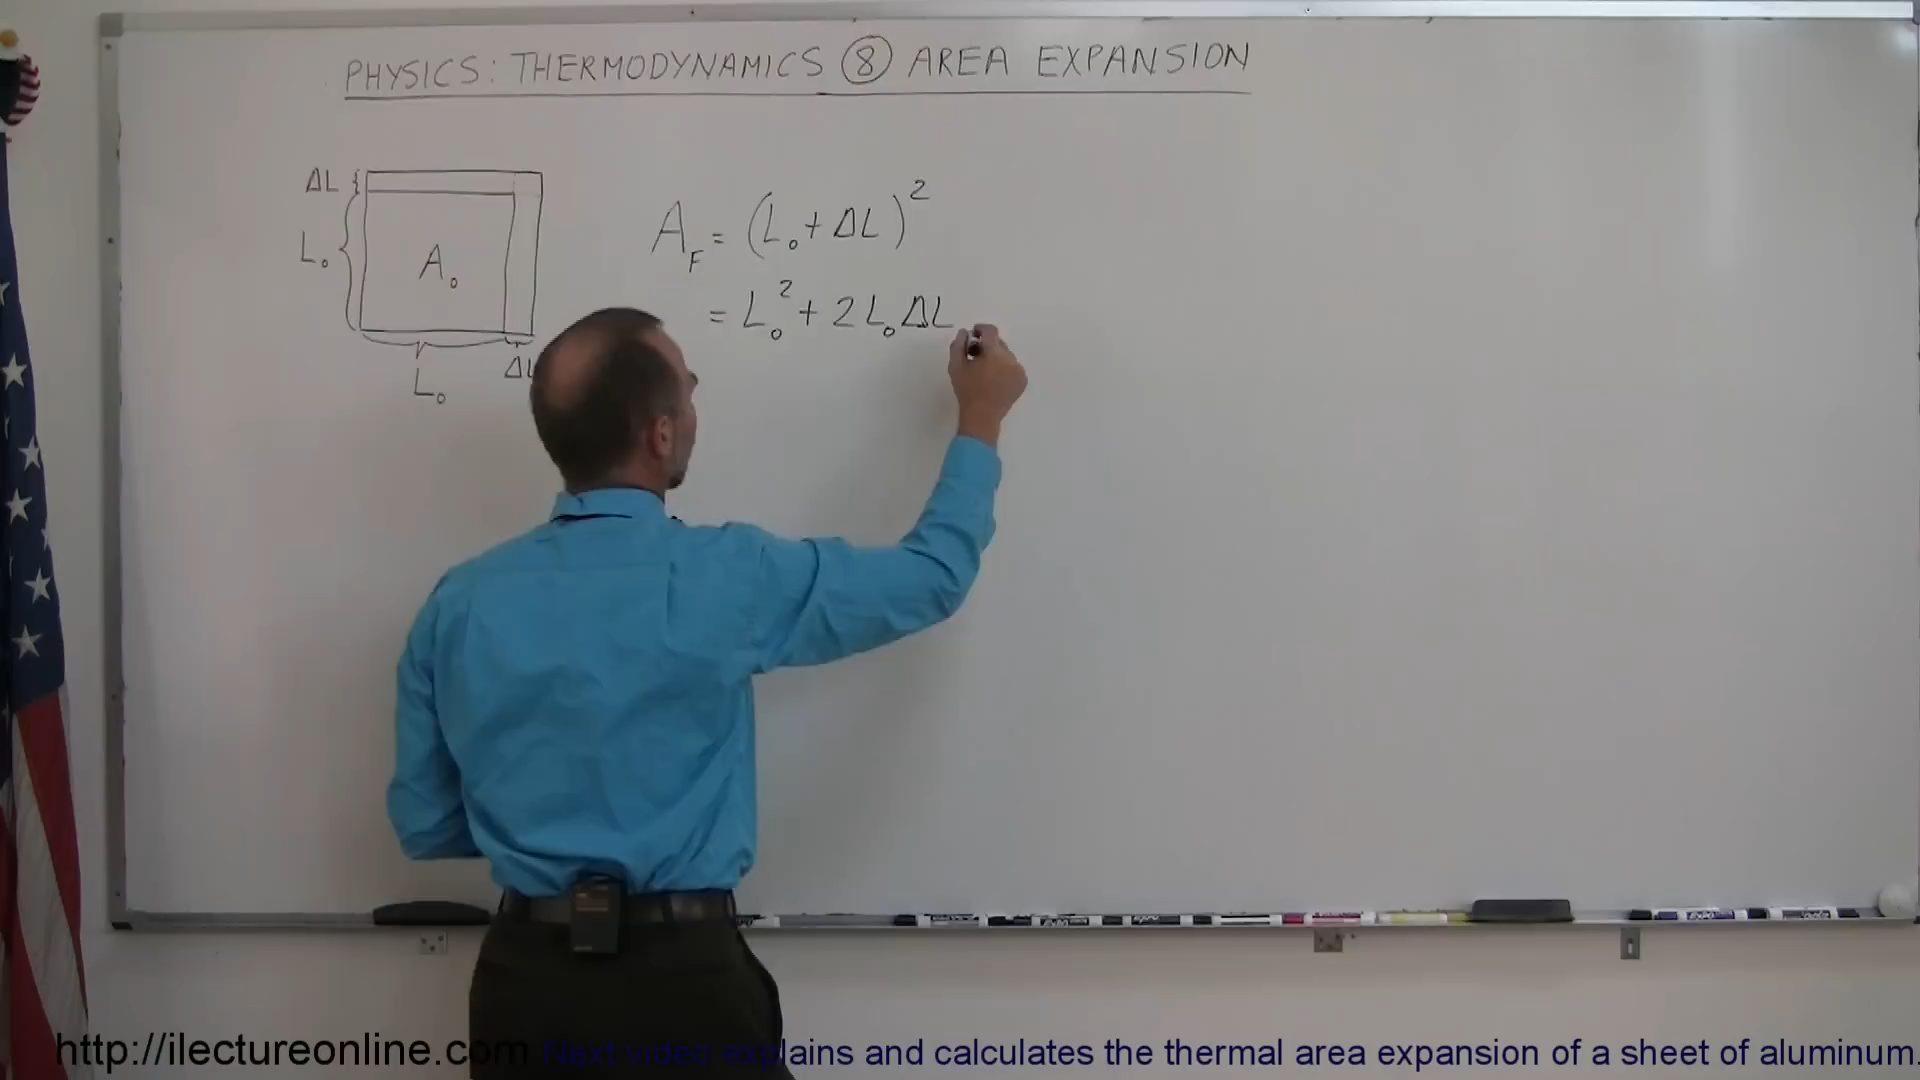 PHYSICS: THERMODYNAMICS ⑧ AREA EXPANSION
ΔL
L₀
A₀
L₀
ΔL
A_F = (L₀ + ΔL)²
= L₀² + 2L₀ΔL
http://ilectureonline.com Next video explains and calculates the thermal area expansion of a sheet of aluminum.